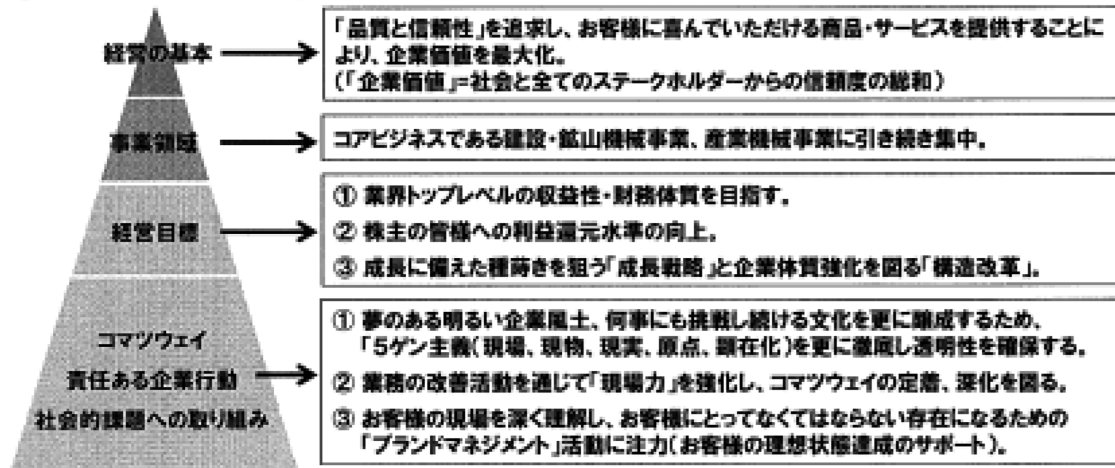 経営の基本
「品質と信頼性」を追求し、お客様に喜んでいただける商品・サービスを提供することに
より、企業価値を最大化。
(「企業価値」=社会と全てのステークホルダーからの信頼度の総和)
事業領域
コアビジネスである建設・鉱山機械事業、産業機械事業に引き続き集中。
経営目標
① 業界トップレベルの収益性・財務体質を目指す。
② 株主の皆様への利益還元水準の向上。
③ 成長に備えた種蒔きを狙う「成長戦略」と企業体質強化を図る「構造改革」。
コマツウェイ
責任ある企業行動
社会的課題への取り組み
① 夢のある明るい企業風土、何事にも挑戦し続ける文化を更に醸成するため、
「5ゲン主義(現場、現物、現実、原点、顕在化)を更に徹底し透明性を確保する。
② 業務の改善活動を通じて「現場力」を強化し、コマツウェイの定着、深化を図る。
③ お客様の現場を深く理解し、お客様にとってなくてはならない存在になるための
「ブランドマネジメント」活動に注力(お客様の理想状態達成のサポート)。